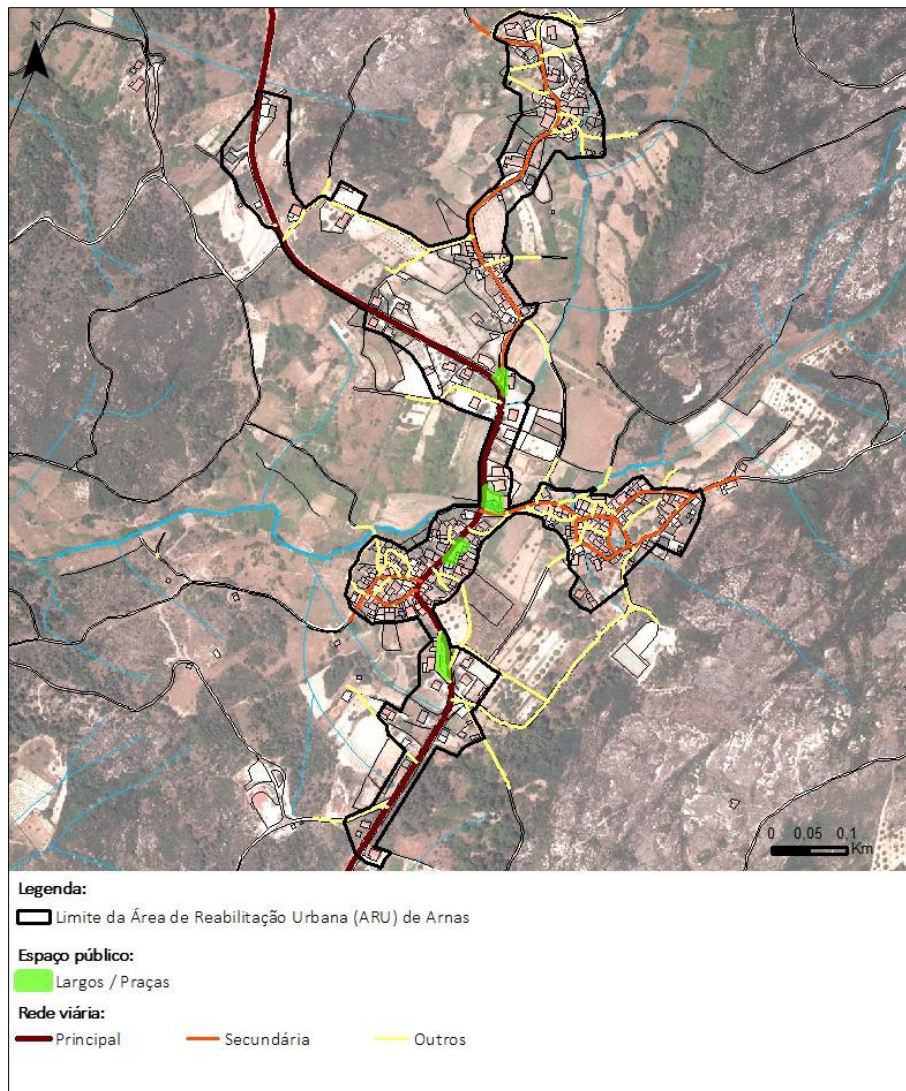 0 0,05 0,1
Km
Legenda:
Limite da Área de Reabilitação Urbana (ARU) de Arnas
Espaço público:
Largos / Praças
Rede viária:
Principal Secundária Outros